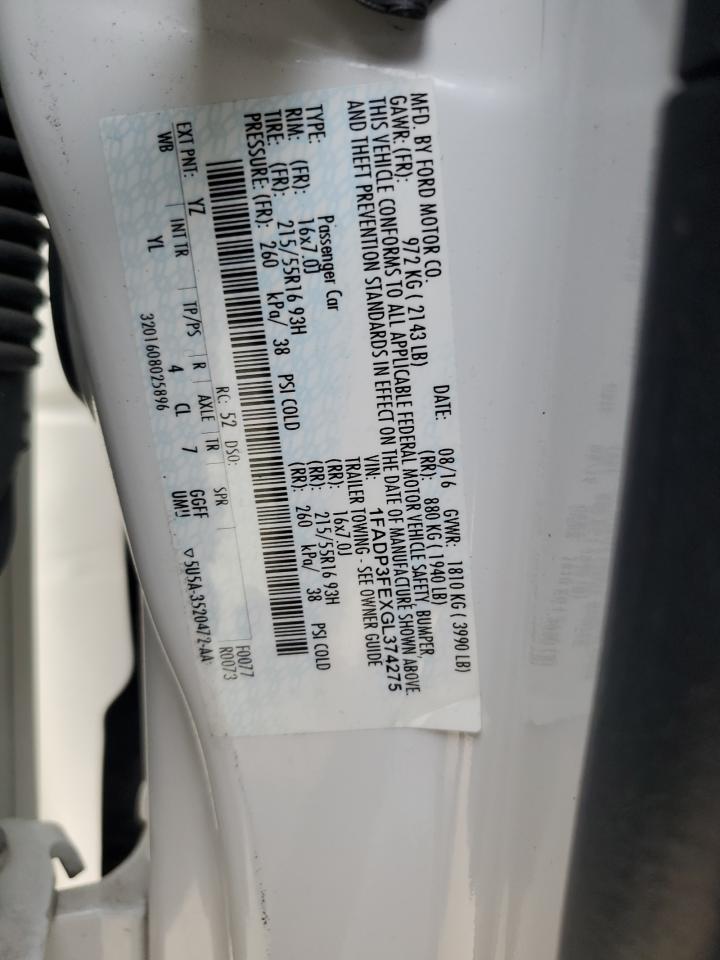 MFD. BY FORD MOTOR CO. DATE: 08/16 GVWR: 1810 KG ( 3990 LB)
GAWR: (FR): 972 KG ( 2143 LB) (RR): 880 KG ( 1940 LB)
THIS VEHICLE CONFORMS TO ALL APPLICABLE FEDERAL MOTOR VEHICLE SAFETY, BUMPER,
AND THEFT PREVENTION STANDARDS IN EFFECT ON THE DATE OF MANUFACTURE SHOWN ABOVE.
VIN: 1FADP3FEXGL374275
TYPE: Passenger Car TRAILER TOWING - SEE OWNER GUIDE
RIM: (FR): 16x7.0J (RR): 16x7.0J
TIRE: (FR): 215/55R16 93H (RR): 215/55R16 93H
PRESSURE: (FR): 260 kPa/ 38 PSI COLD (RR): 260 kPa/ 38 PSI COLD
F0077
R0073
RC: 52 DSO:
EXT PNT: YZ INT TR TP/PS R AXLE TR SPR
WB YL 4 CL 7 GGFF
3201608025896 ▽5U5A-3520472-AA